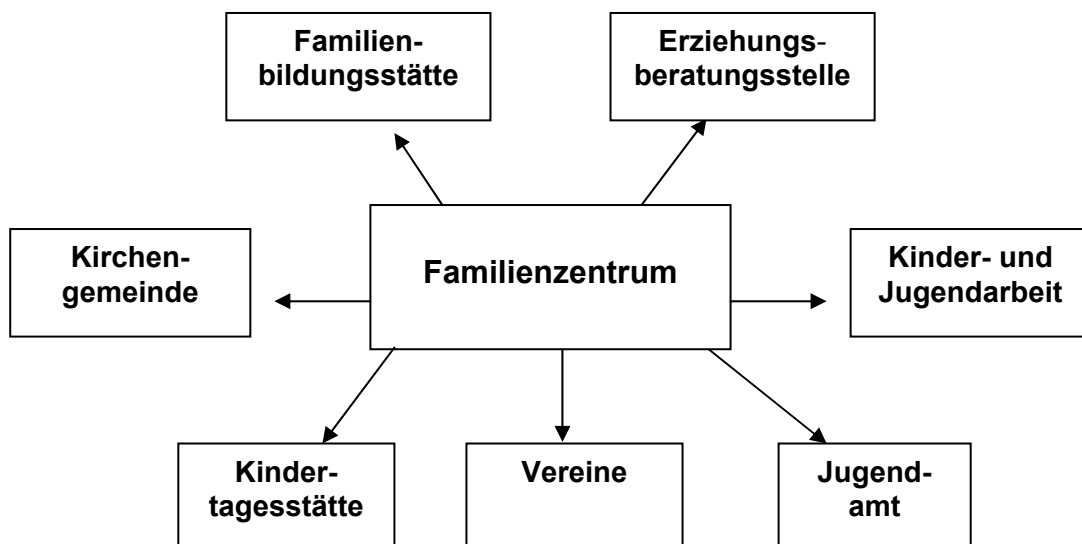 Familien-
bildungsstätte
Erziehungs-
beratungsstelle
Kirchen-
gemeinde
Familienzentrum
Kinder- und
Jugendarbeit
Kinder-
tagesstätte
Vereine
Jugend-
amt